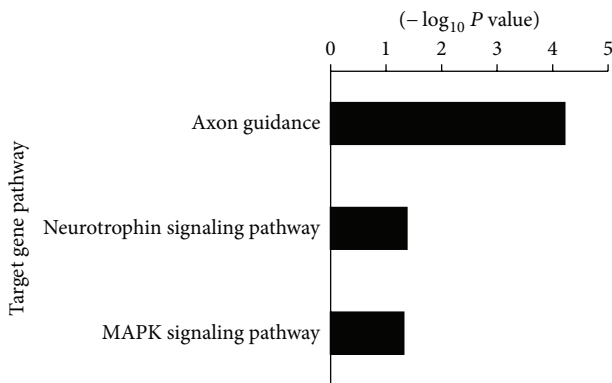 (– log₁₀ P value)
0 1 2 3 4 5
Target gene pathway
Axon guidance
Neurotrophin signaling pathway
MAPK signaling pathway